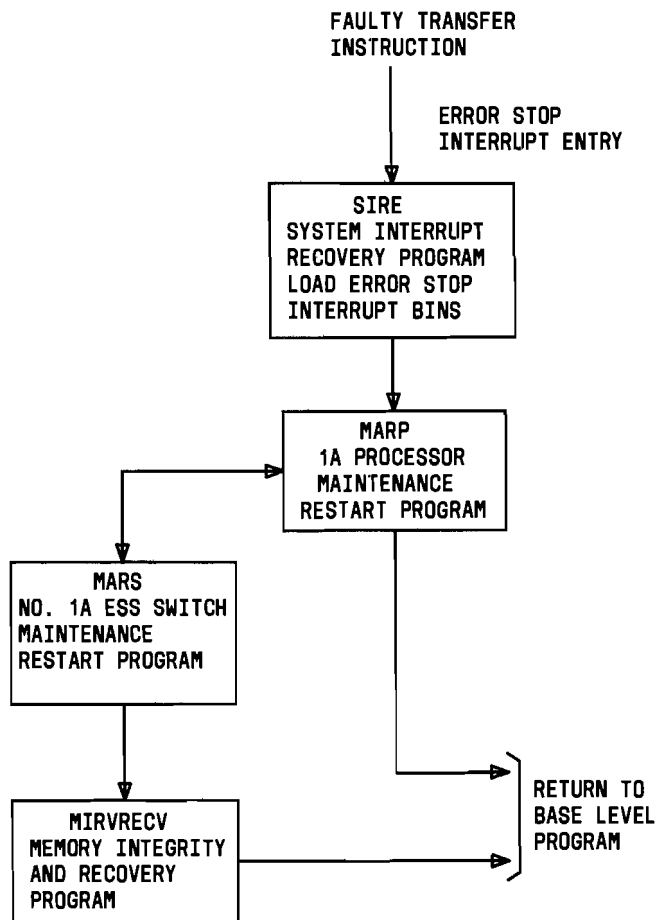 FAULTY TRANSFER
INSTRUCTION
ERROR STOP
INTERRUPT ENTRY
SIRE
SYSTEM INTERRUPT
RECOVERY PROGRAM
LOAD ERROR STOP
INTERRUPT BINS
MARP
1A PROCESSOR
MAINTENANCE
RESTART PROGRAM
MARS
NO. 1A ESS SWITCH
MAINTENANCE
RESTART PROGRAM
MIRVRECV
MEMORY INTEGRITY
AND RECOVERY
PROGRAM
RETURN TO
BASE LEVEL
PROGRAM